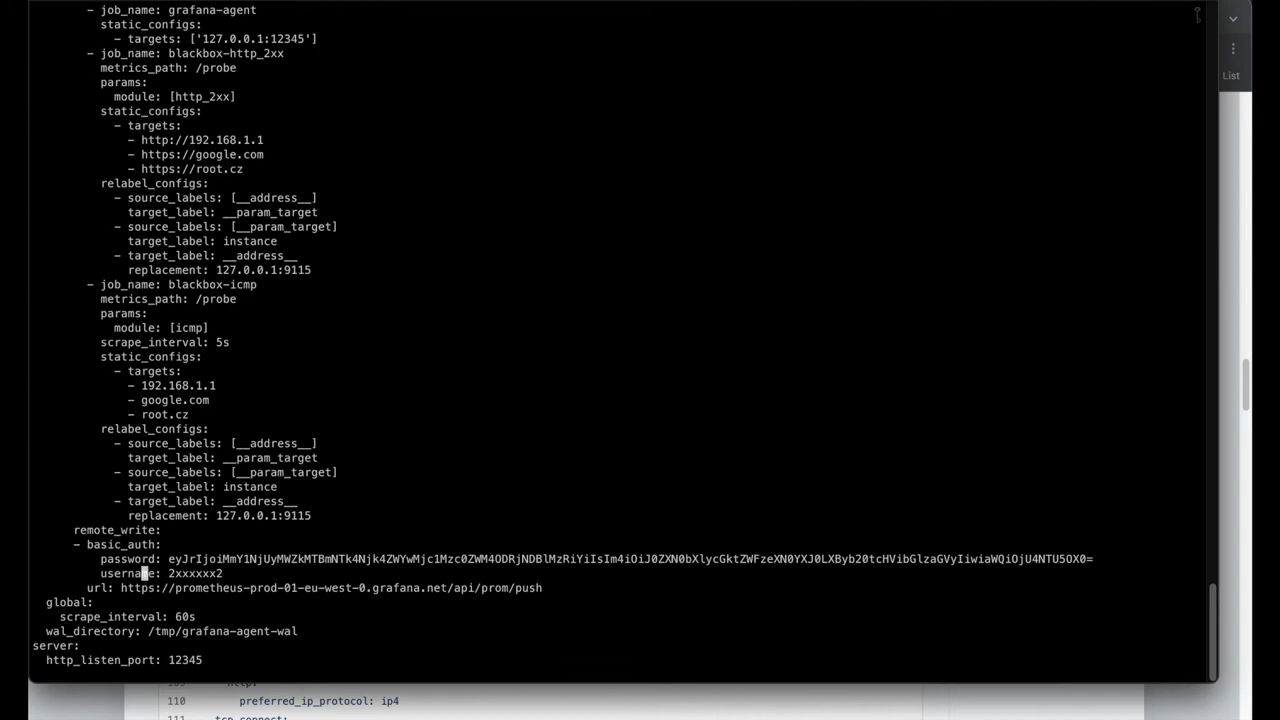 - job_name: grafana-agent
static_configs:
- targets: ['127.0.0.1:12345']
- job_name: blackbox-http_2xx
metrics_path: /probe
params:
module: [http_2xx]
static_configs:
- targets:
- http://192.168.1.1
- https://google.com
- https://root.cz
relabel_configs:
- source_labels: [__address__]
target_label: __param_target
- source_labels: [__param_target]
target_label: instance
- target_label: __address__
replacement: 127.0.0.1:9115
- job_name: blackbox-icmp
metrics_path: /probe
params:
module: [icmp]
scrape_interval: 5s
static_configs:
- targets:
- 192.168.1.1
- google.com
- root.cz
relabel_configs:
- source_labels: [__address__]
target_label: __param_target
- source_labels: [__param_target]
target_label: instance
- target_label: __address__
replacement: 127.0.0.1:9115
remote_write:
- basic_auth:
password:
username: 2xxxxxx2
url: https://prometheus-prod-01-eu-west-0.grafana.net/api/prom/push
global:
scrape_interval: 60s
wal_directory: /tmp/grafana-agent-wal
server:
http_listen_port: 12345
List
110 preferred_ip_protocol: ip4